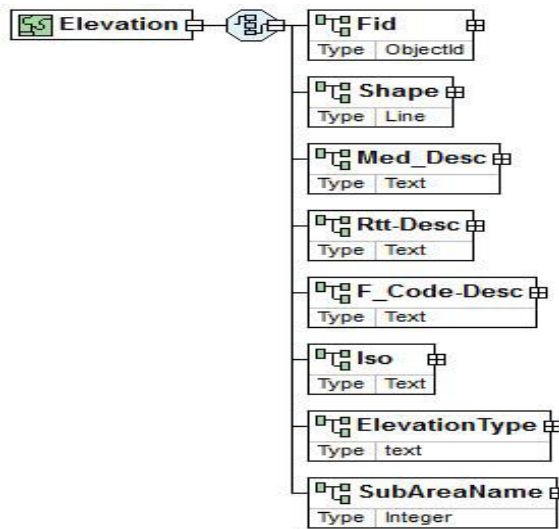 Elevation
Fid
Type ObjectId
Shape
Type Line
Med_Desc
Type Text
Rtt-Desc
Type Text
F_Code-Desc
Type Text
Iso
Type Text
ElevationType
Type text
SubAreaName
Type Integer